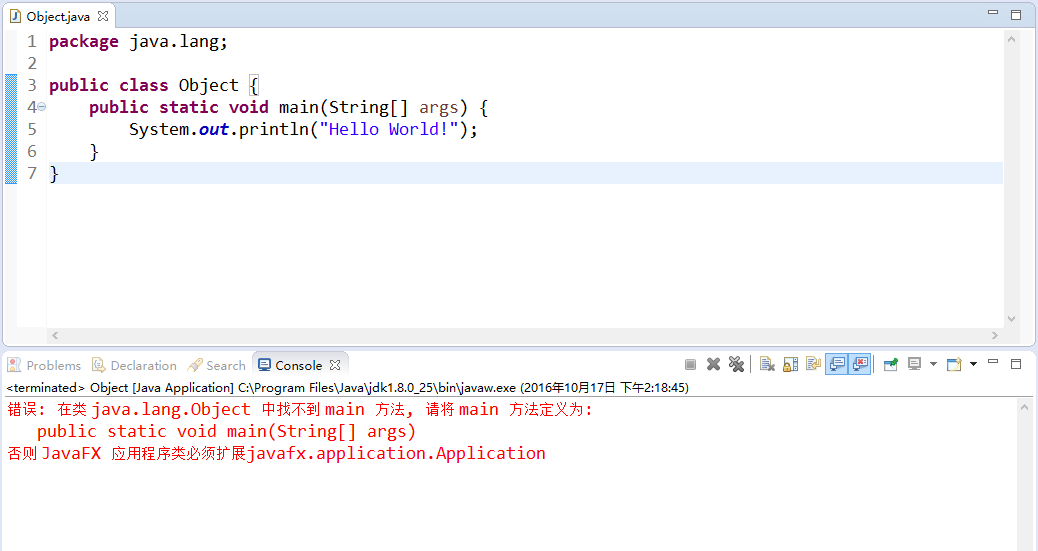 Object.java
1 package java.lang;
2
3 public class Object {
4 public static void main(String[] args) {
5 System.out.println("Hello World!");
6 }
7 }
Problems Declaration Search Console
<terminated> Object [Java Application] C:\Program Files\Java\jdk1.8.0_25\bin\javaw.exe (2016年10月17日 下午2:18:45)
错误: 在类 java.lang.Object 中找不到 main 方法, 请将 main 方法定义为:
public static void main(String[] args)
否则 JavaFX 应用程序类必须扩展javafx.application.Application